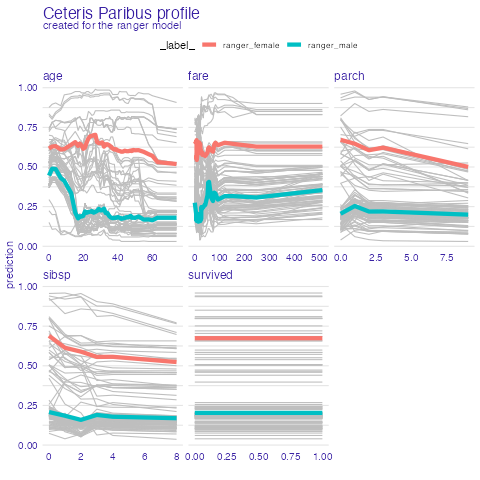 Ceteris Paribus profile
created for the ranger model
_label_ ranger_female ranger_male
age fare parch
1.00
0.75
0.50
0.25
0.00
0 20 40 60 0 100 200 300 400 500 0.0 2.5 5.0 7.5
prediction
sibsp survived
1.00
0.75
0.50
0.25
0.00
0 2 4 6 8 0.00 0.25 0.50 0.75 1.00